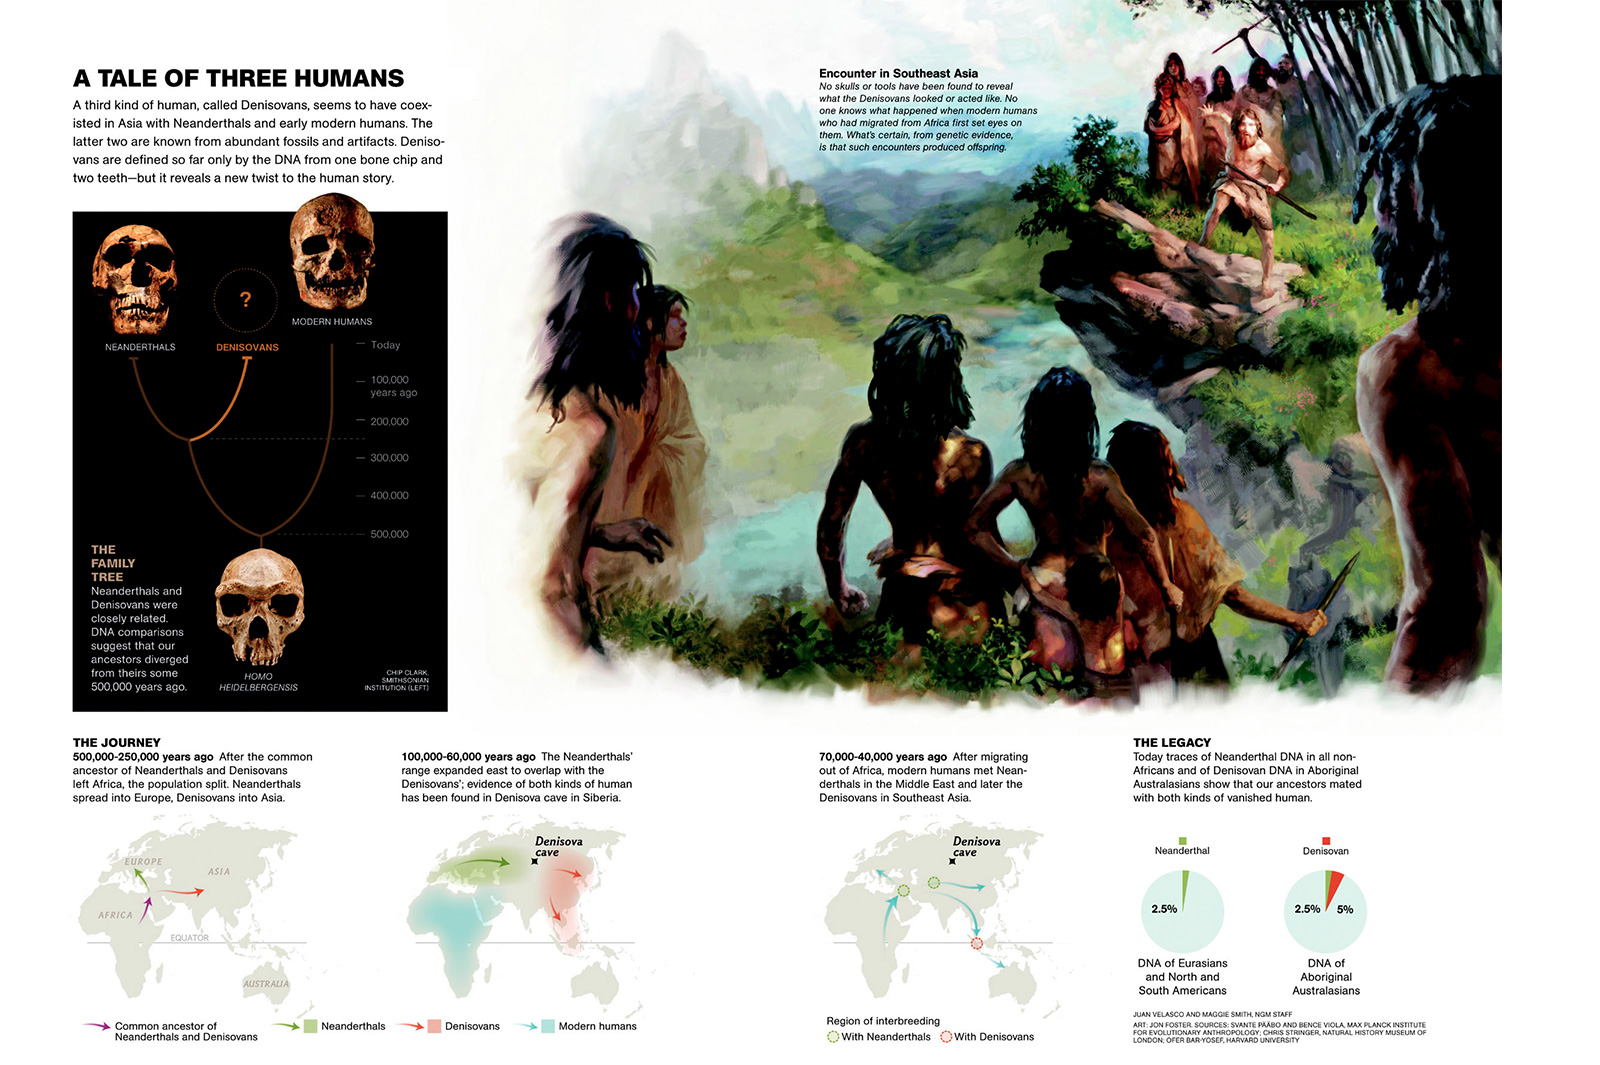 A TALE OF THREE HUMANS
A third kind of human, called Denisovans, seems to have coex-
isted in Asia with Neanderthals and early modern humans. The
latter two are known from abundant fossils and artifacts. Deniso-
vans are defined so far only by the DNA from one bone chip and
two teeth—but it reveals a new twist to the human story.
Encounter in Southeast Asia
No skulls or tools have been found to reveal
what the Denisovans looked or acted like. No
one knows what happened when modern humans
who had migrated from Africa first set eyes on
them. What's certain, from genetic evidence,
is that such encounters produced offspring.
?
MODERN HUMANS
NEANDERTHALS
DENISOVANS
Today
100,000
years ago
200,000
300,000
400,000
500,000
THE
FAMILY
TREE
Neanderthals and
Denisovans were
closely related.
DNA comparisons
suggest that our
ancestors diverged
from theirs some
500,000 years ago.
HOMO
HEIDELBERGENSIS
CHIP CLARK,
SMITHSONIAN
INSTITUTION (LEFT)
THE JOURNEY
500,000-250,000 years ago After the common
ancestor of Neanderthals and Denisovans
left Africa, the population split. Neanderthals
spread into Europe, Denisovans into Asia.
EUROPE
ASIA
AFRICA
EQUATOR
AUSTRALIA
100,000-60,000 years ago The Neanderthals'
range expanded east to overlap with the
Denisovans'; evidence of both kinds of human
has been found in Denisova cave in Siberia.
Denisova
cave
Common ancestor of
Neanderthals and Denisovans
Neanderthals
Denisovans
Modern humans
70,000-40,000 years ago After migrating
out of Africa, modern humans met Nean-
derthals in the Middle East and later the
Denisovans in Southeast Asia.
Denisova
cave
Region of interbreeding
With Neanderthals
With Denisovans
THE LEGACY
Today traces of Neanderthal DNA in all non-
Africans and of Denisovan DNA in Aboriginal
Australasians show that our ancestors mated
with both kinds of vanished human.
Neanderthal
2.5%
DNA of Eurasians
and North and
South Americans
Denisovan
2.5% 5%
DNA of
Aboriginal
Australasians
JUAN VELASCO AND MAGGIE SMITH, NGM STAFF
ART: JON FOSTER. SOURCES: SVANTE PÄÄBO AND BENCE VIOLA, MAX PLANCK INSTITUTE
FOR EVOLUTIONARY ANTHROPOLOGY; CHRIS STRINGER, NATURAL HISTORY MUSEUM OF
LONDON; OFER BAR-YOSEF, HARVARD UNIVERSITY